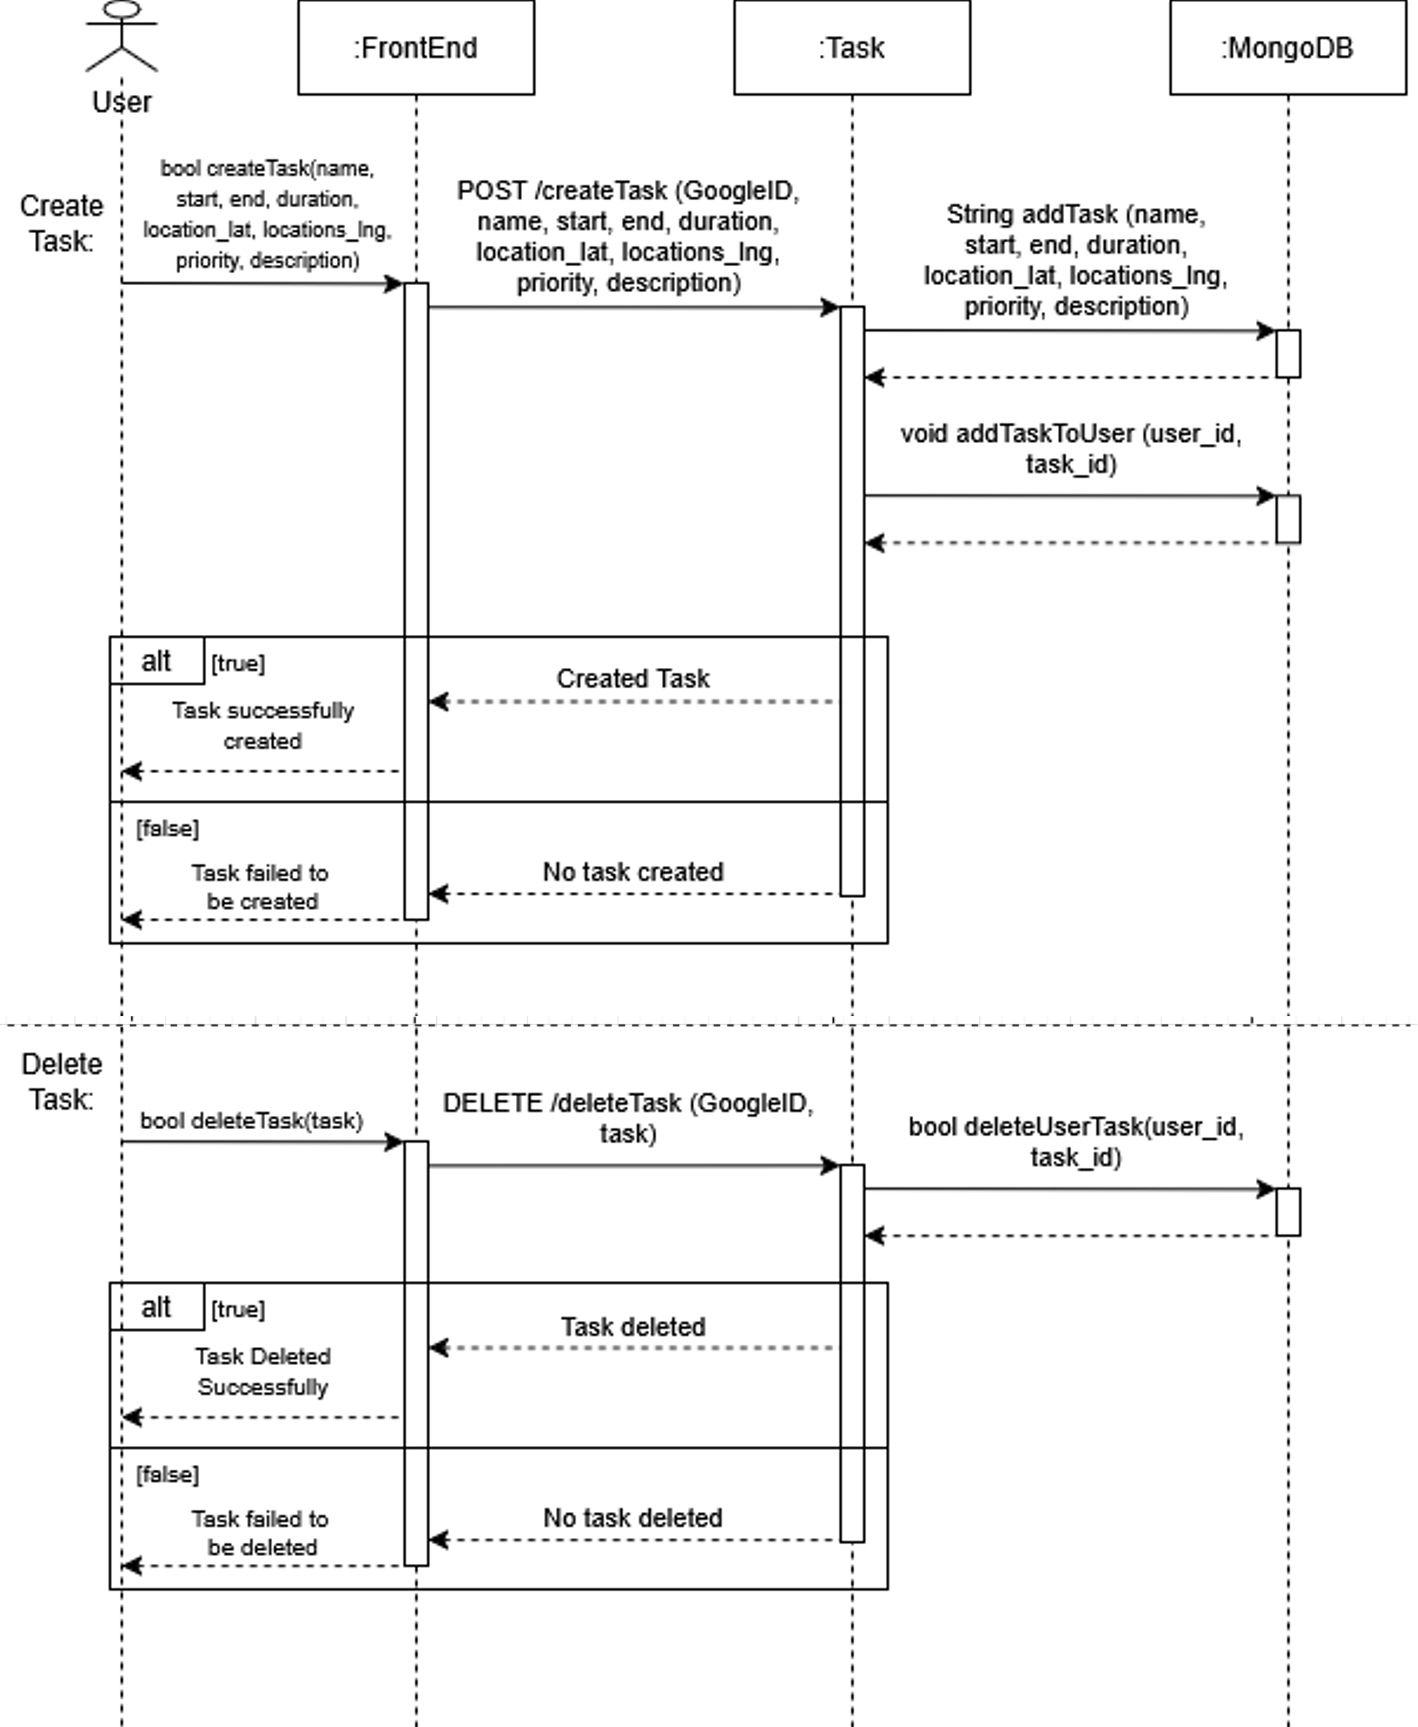 User
:FrontEnd
:Task
:MongoDB
Create
Task:
bool createTask(name,
start, end, duration,
location_lat, locations_lng,
priority, description)
POST /createTask (GoogleID,
name, start, end, duration,
location_lat, locations_lng,
priority, description)
String addTask (name,
start, end, duration,
location_lat, locations_lng,
priority, description)
void addTaskToUser (user_id,
task_id)
alt
[true]
Created Task
Task successfully
created
[false]
No task created
Task failed to
be created
Delete
Task:
bool deleteTask(task)
DELETE /deleteTask (GoogleID,
task)
bool deleteUserTask(user_id,
task_id)
alt
[true]
Task deleted
Task Deleted
Successfully
[false]
No task deleted
Task failed to
be deleted